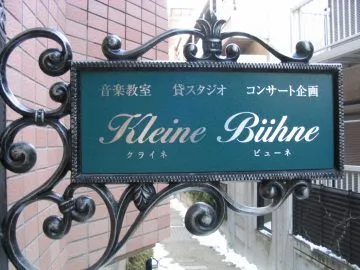 音楽教室 貸スタジオ コンサート企画
Kleine Bühne
クライネ ビューネ